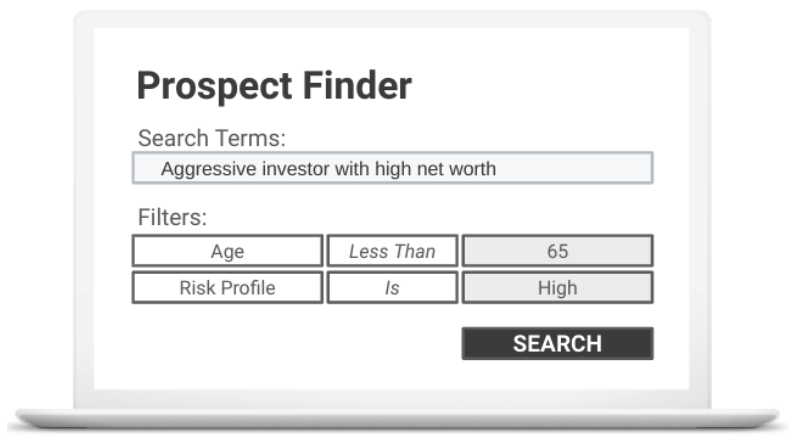 Prospect Finder
Search Terms:
Aggressive investor with high net worth
Filters:
Age Less Than 65
Risk Profile Is High
SEARCH